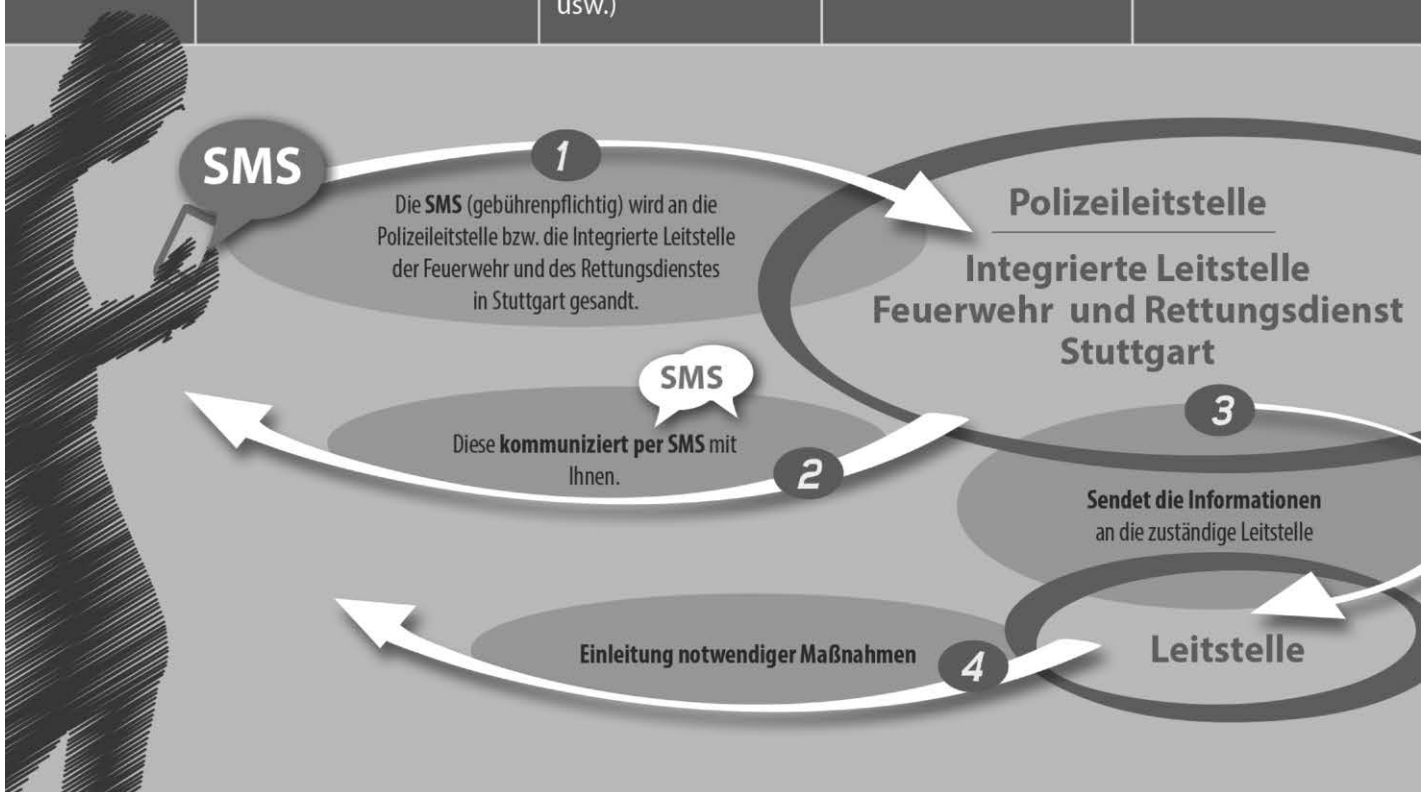 usw.)
SMS
1
Die SMS (gebührenpflichtig) wird an die
Polizeileitstelle bzw. die Integrierte Leitstelle
der Feuerwehr und des Rettungsdienstes
in Stuttgart gesandt.
Polizeileitstelle
Integrierte Leitstelle
Feuerwehr und Rettungsdienst
Stuttgart
SMS
Diese kommuniziert per SMS mit
Ihnen.
2
3
Sendet die Informationen
an die zuständige Leitstelle
Einleitung notwendiger Maßnahmen
4
Leitstelle